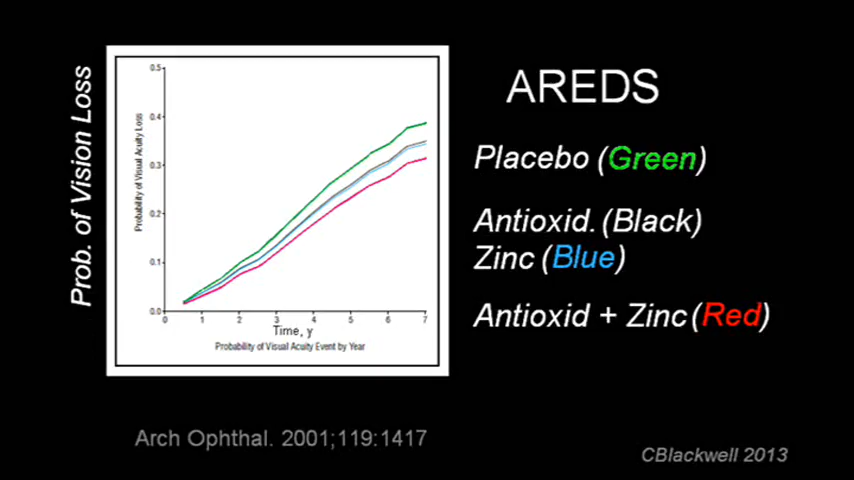 AREDS
Prob. of Vision Loss
Probability of Visual Acuity Loss
0.5
0.4
0.3
0.2
0.1
0.0
0 1 2 3 4 5 6 7
Time, y
Probability of Visual Acuity Event by Year
Placebo (Green)
Antioxid. (Black)
Zinc (Blue)
Antioxid + Zinc (Red)
Arch Ophthal. 2001;119:1417
CBlackwell 2013